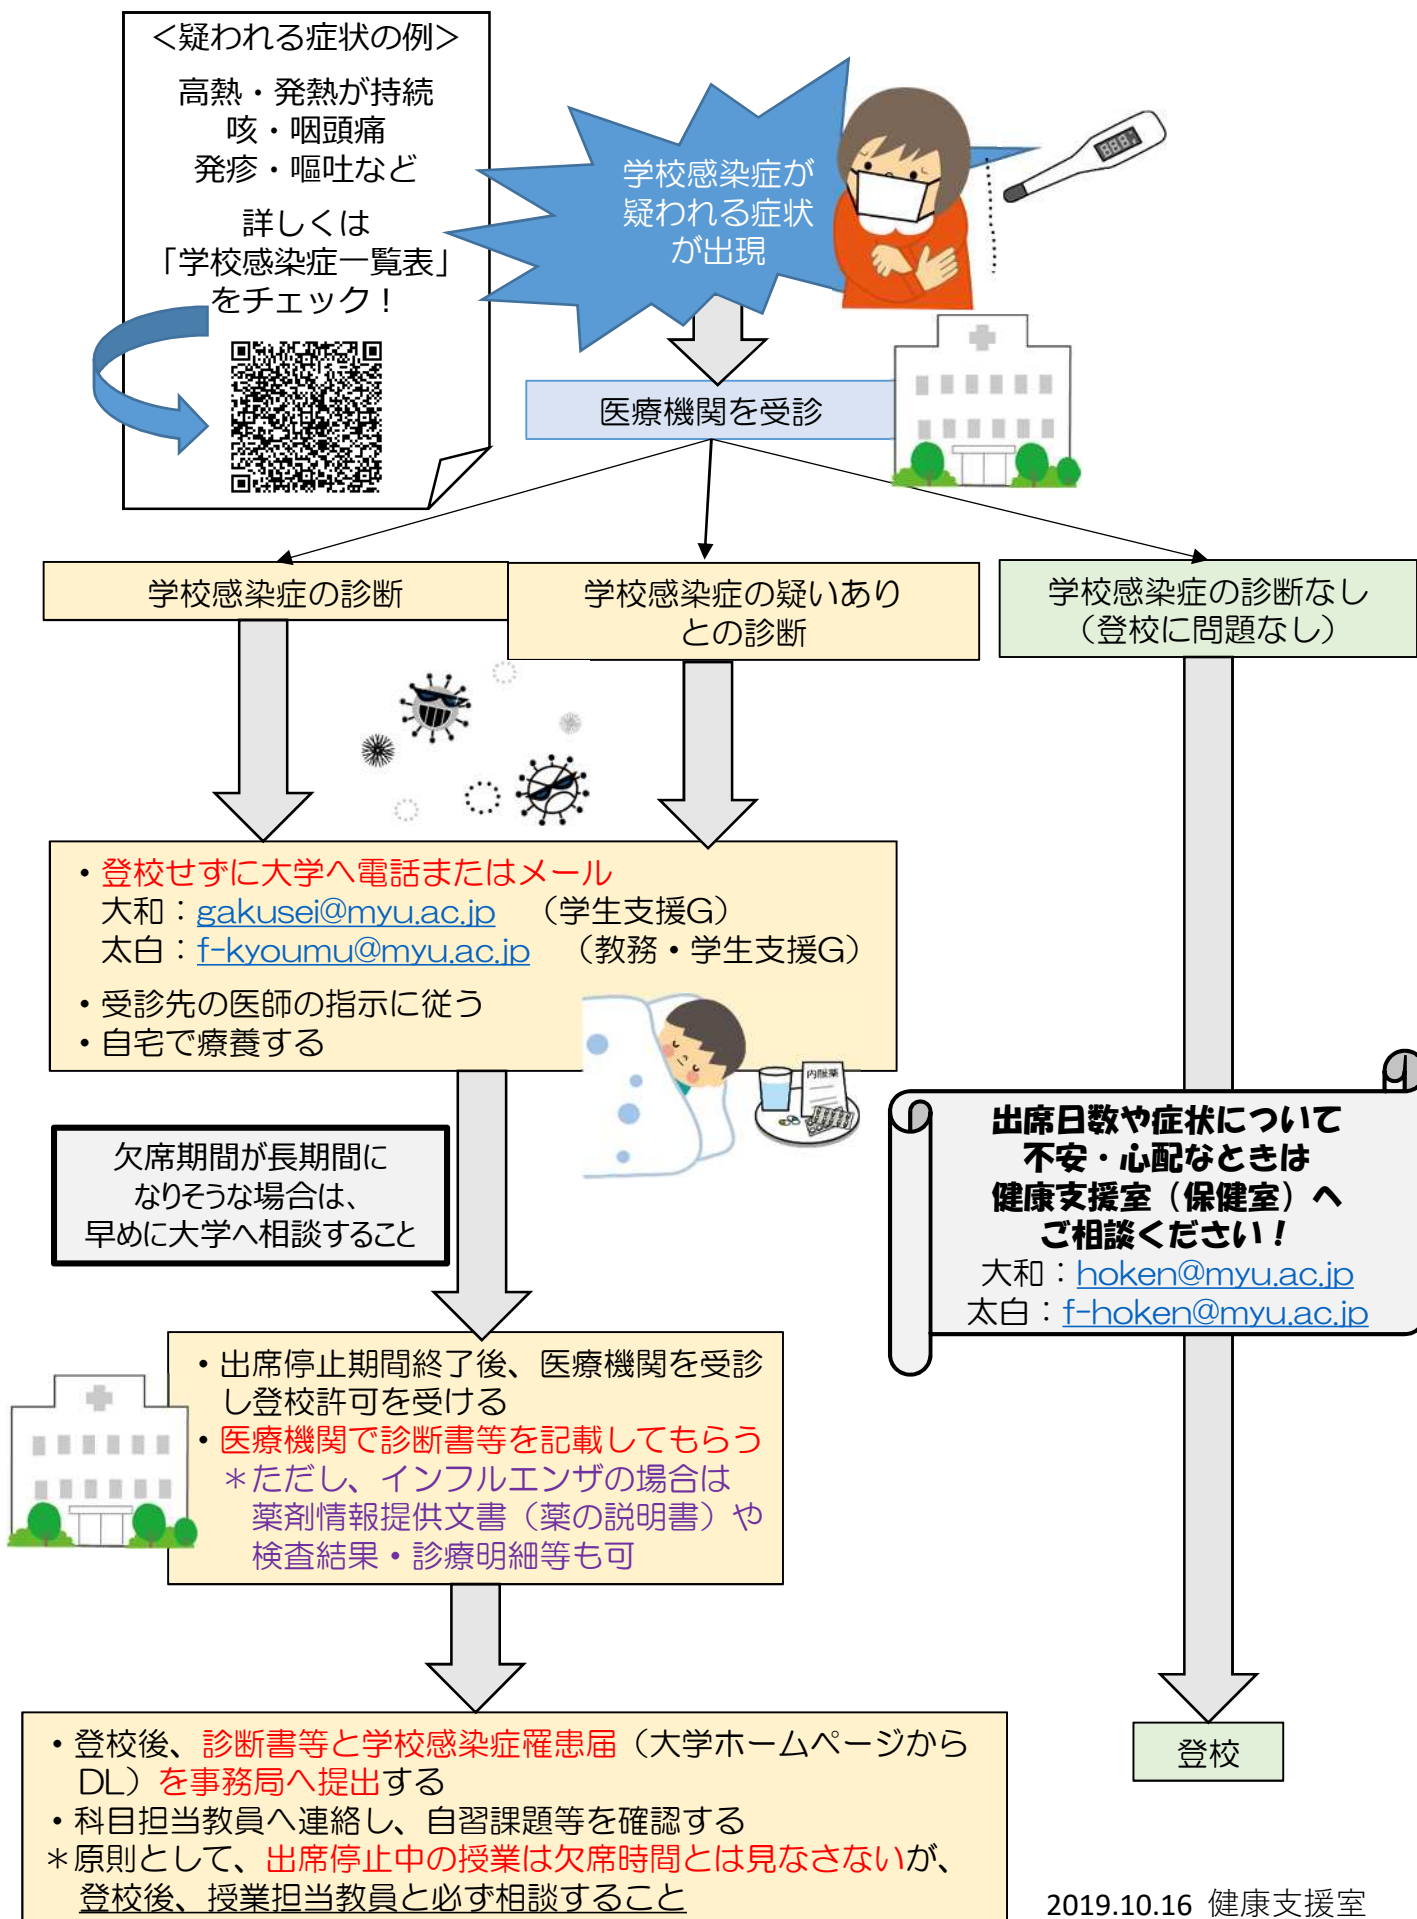 ＜疑われる症状の例＞
高熱・発熱が持続
咳・咽頭痛
発疹・嘔吐など
詳しくは
「学校感染症一覧表」
をチェック！
学校感染症が
疑われる症状
が出現
医療機関を受診
学校感染症の診断
学校感染症の疑いあり
との診断
学校感染症の診断なし
（登校に問題なし）
・登校せずに大学へ電話またはメール
大和：gakusei@myu.ac.jp　（学生支援G）
太白：f-kyoumu@myu.ac.jp　（教務・学生支援G）
・受診先の医師の指示に従う
・自宅で療養する
内服薬
欠席期間が長期間に
なりそうな場合は、
早めに大学へ相談すること
出席日数や症状について
不安・心配なときは
健康支援室（保健室）へ
ご相談ください！
大和：hoken@myu.ac.jp
太白：f-hoken@myu.ac.jp
・出席停止期間終了後、医療機関を受診
し登校許可を受ける
・医療機関で診断書等を記載してもらう
＊ただし、インフルエンザの場合は
薬剤情報提供文書（薬の説明書）や
検査結果・診療明細等も可
・登校後、診断書等と学校感染症罹患届（大学ホームページから
DL）を事務局へ提出する
・科目担当教員へ連絡し、自習課題等を確認する
＊原則として、出席停止中の授業は欠席時間とは見なさないが、
登校後、授業担当教員と必ず相談すること
登校
2019.10.16 健康支援室